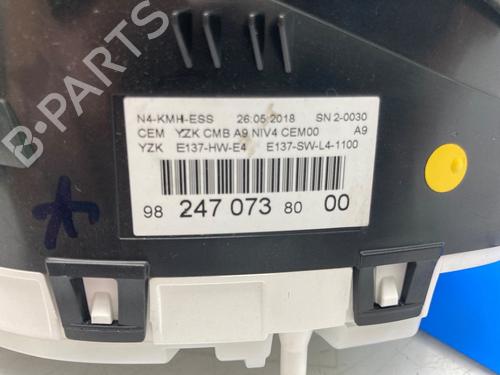 B-PARTS
N4-KMH-ESS 26.05.2018 SN 2-0030
CEM YZK CMB A9 NIV4 CEM00 A9
YZK E137-HW-E4 E137-SW-L4-1100
98 247 073 80 00